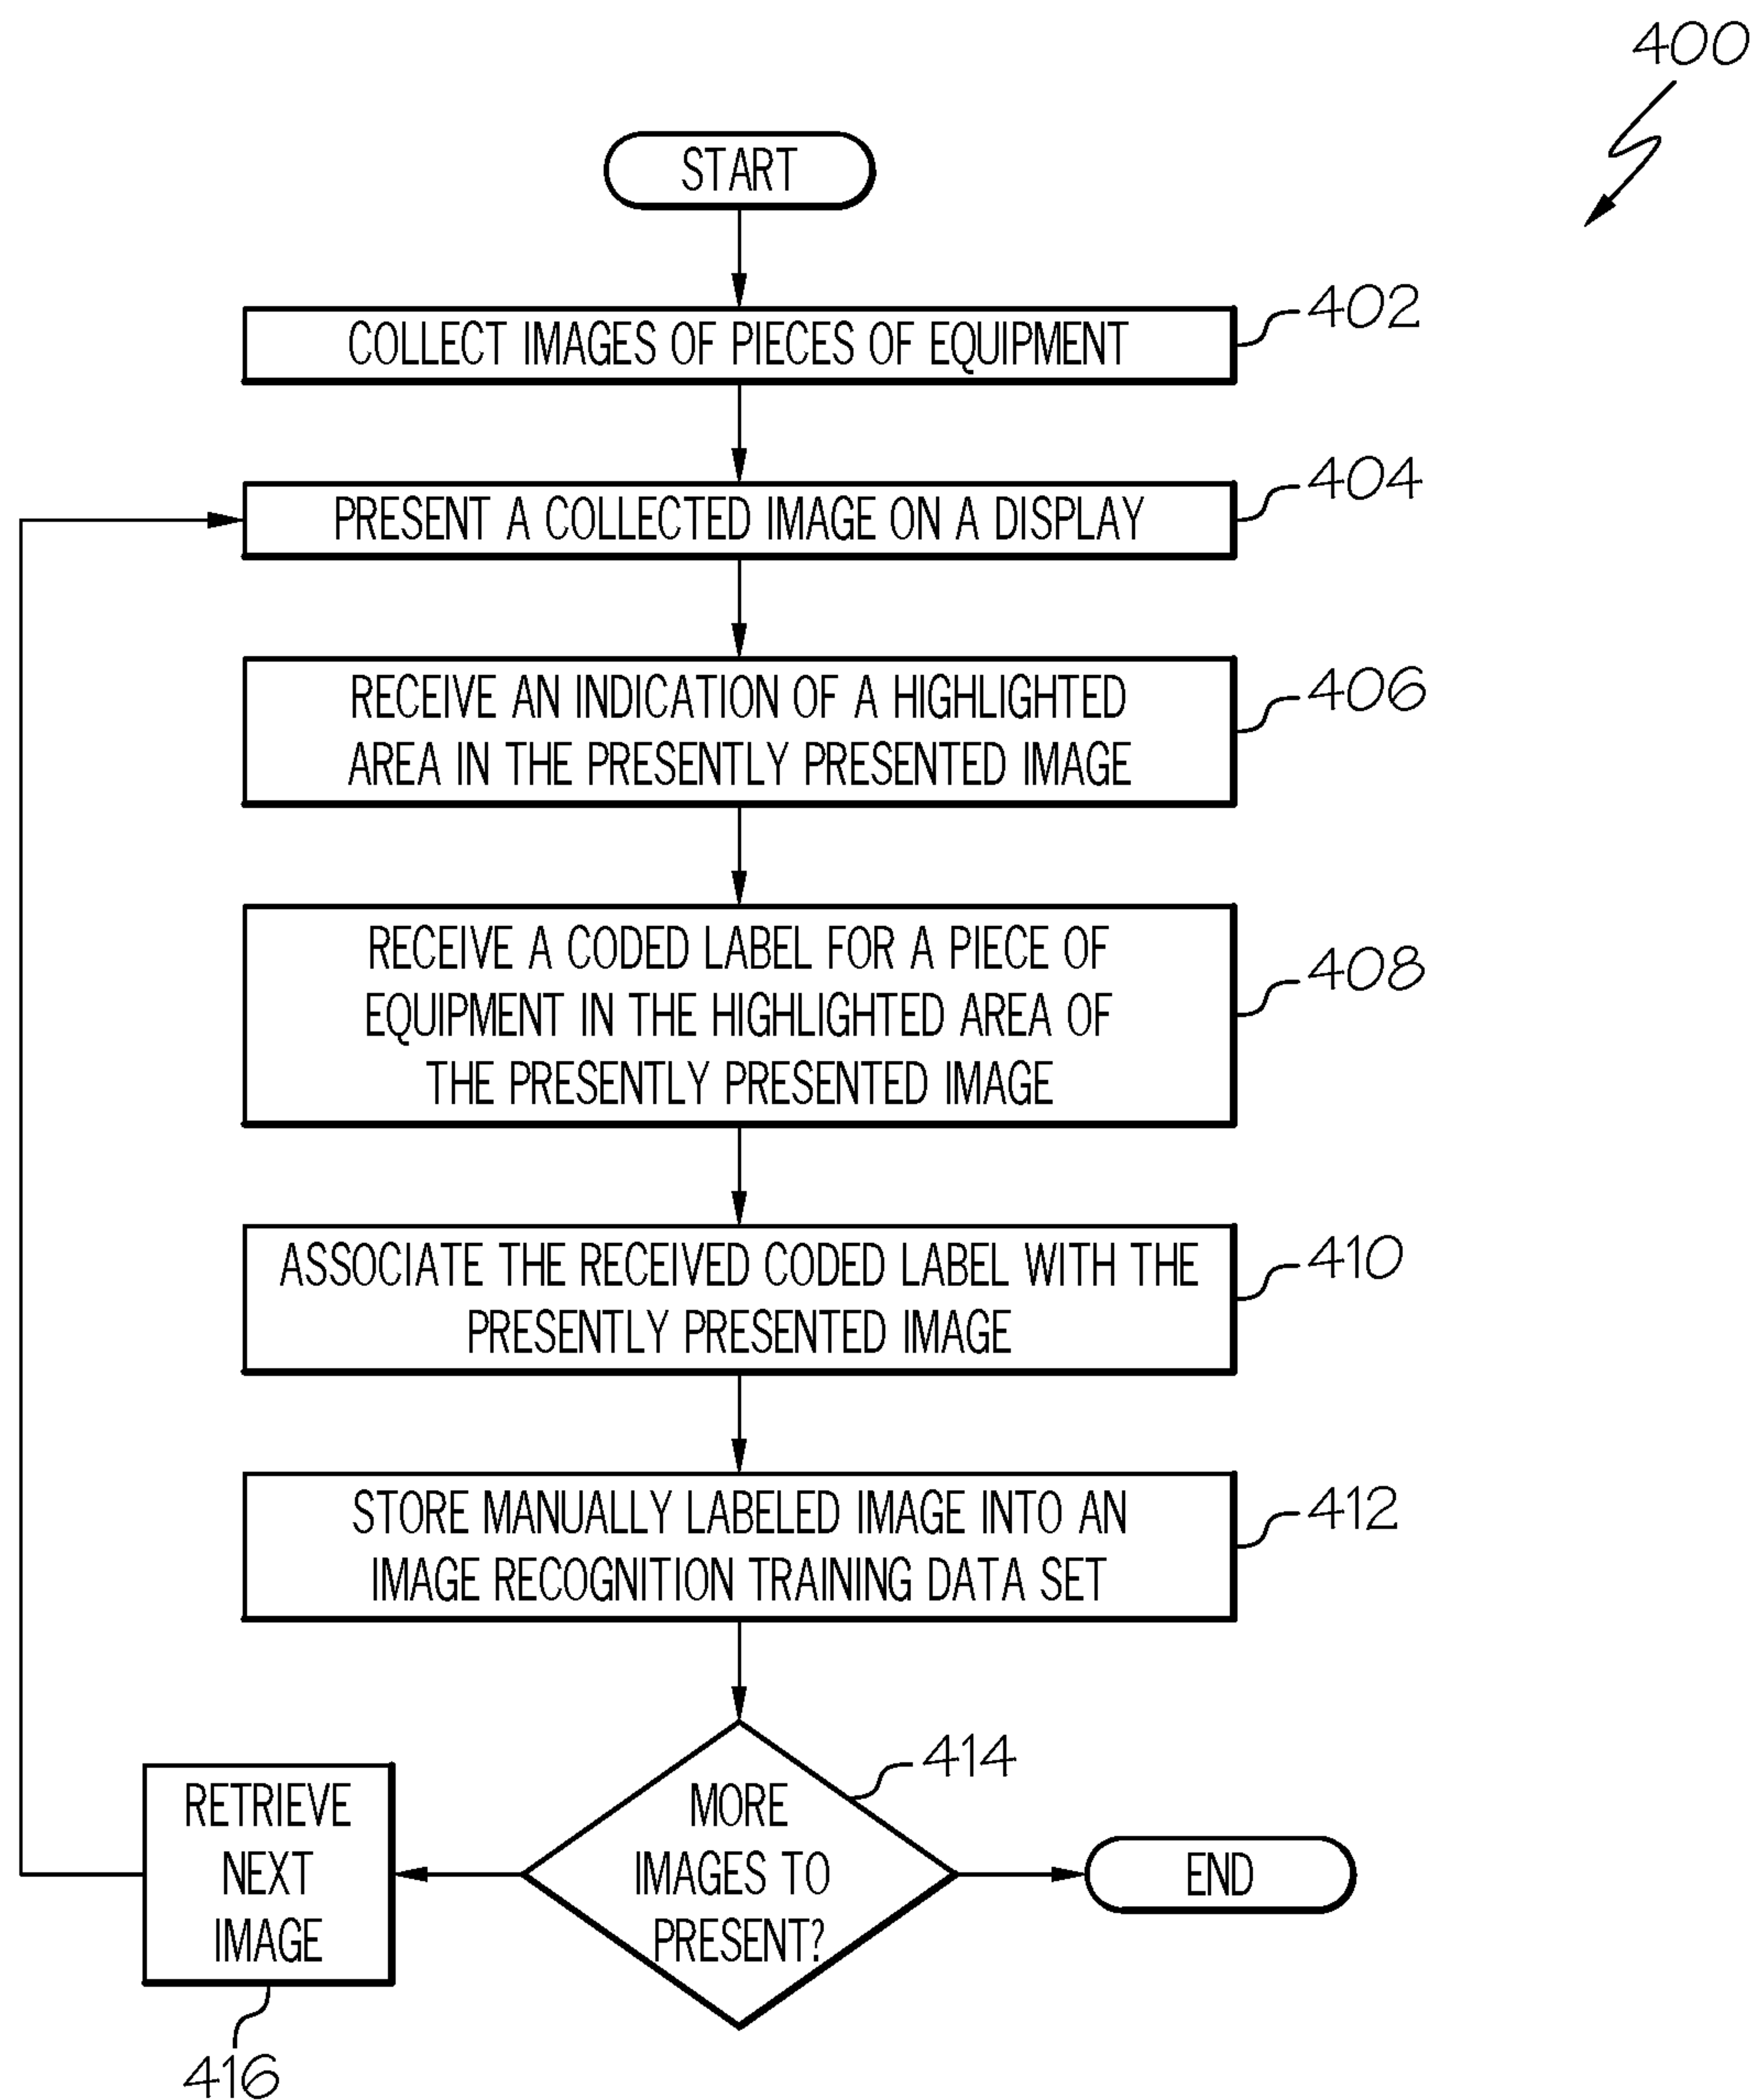 400
START
COLLECT IMAGES OF PIECES OF EQUIPMENT
402
PRESENT A COLLECTED IMAGE ON A DISPLAY
404
RECEIVE AN INDICATION OF A HIGHLIGHTED
AREA IN THE PRESENTLY PRESENTED IMAGE
406
RECEIVE A CODED LABEL FOR A PIECE OF
EQUIPMENT IN THE HIGHLIGHTED AREA OF
THE PRESENTLY PRESENTED IMAGE
408
ASSOCIATE THE RECEIVED CODED LABEL WITH THE
PRESENTLY PRESENTED IMAGE
410
STORE MANUALLY LABELED IMAGE INTO AN
IMAGE RECOGNITION TRAINING DATA SET
412
MORE
IMAGES TO
PRESENT?
414
RETRIEVE
NEXT
IMAGE
416
END